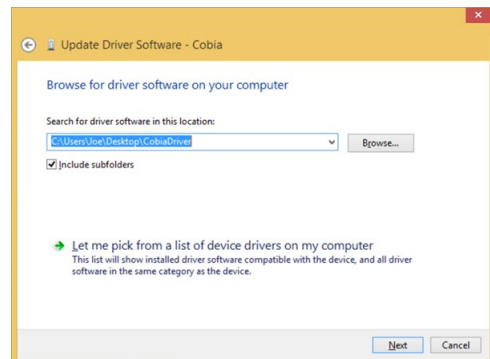 Update Driver Software - Cobia
Browse for driver software on your computer
Search for driver software in this location:
C:\Users\Joe\Desktop\CobiaDriver
Browse...
Include subfolders
Let me pick from a list of device drivers on my computer
This list will show installed driver software compatible with the device, and all driver
software in the same category as the device.
Next Cancel